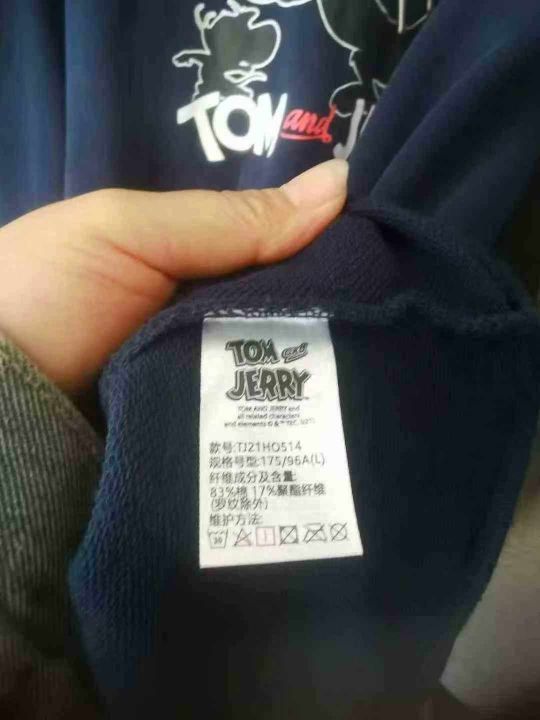 TOM and J
TOM and
JERRY
TOM AND JERRY and
all related characters
and elements © & ™ TEC.
款号:TJ21HO514
规格号型:175/96A(L)
纤维成分及含量
83%棉 17%聚酯纤维
(罗纹除外)
维护方法:
30